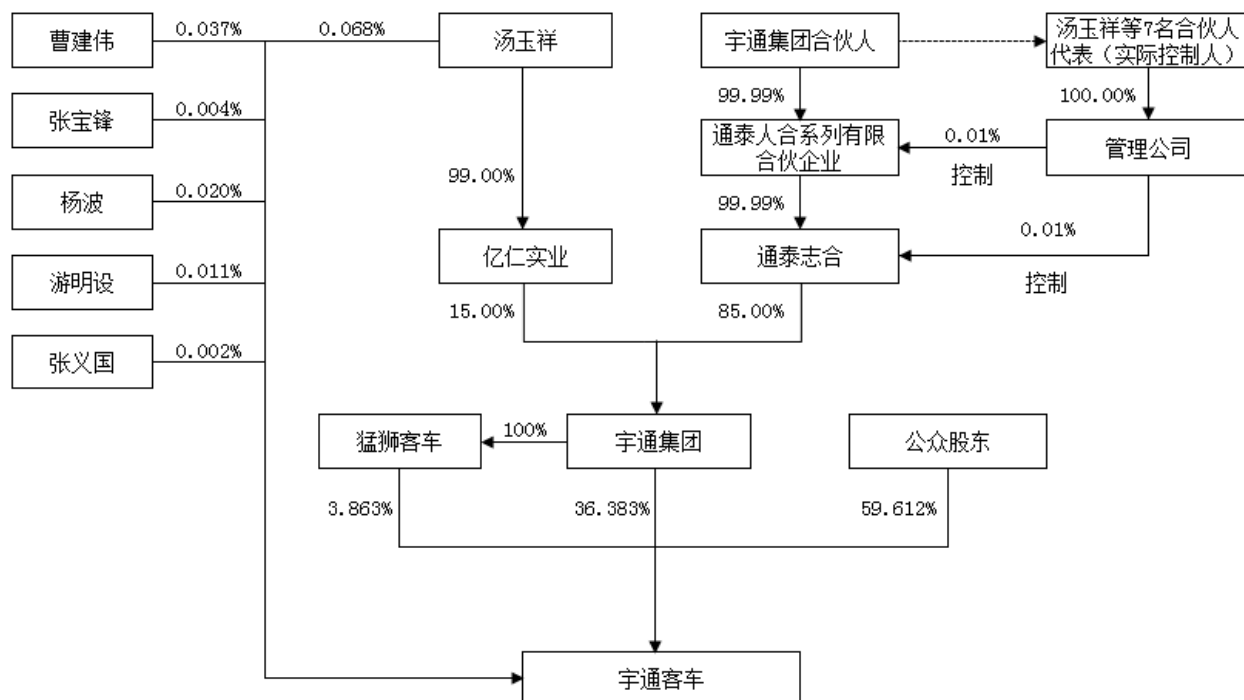 曹建伟
0.037%
0.068%
汤玉祥
宇通集团合伙人
汤玉祥等7名合伙人
代表（实际控制人）
张宝锋
0.004%
99.99%
100.00%
通泰人合系列有限
合伙企业
0.01%
控制
管理公司
杨波
0.020%
99.00%
99.99%
0.01%
控制
游明设
0.011%
亿仁实业
通泰志合
15.00%
85.00%
张义国
0.002%
猛狮客车
100%
宇通集团
公众股东
3.863%
36.383%
59.612%
宇通客车